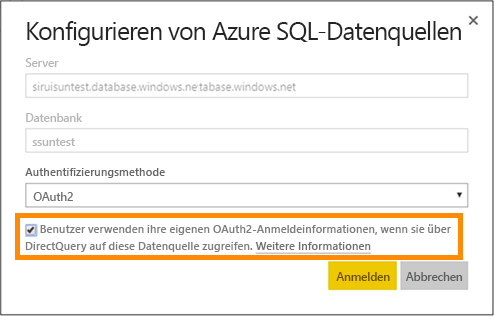 Konfigurieren von Azure SQL-Datenquellen
Server
siruisuntest.database.windows.netabase.windows.net
Datenbank
ssuntest
Authentifizierungsmethode
OAuth2
Benutzer verwenden ihre eigenen OAuth2-Anmeldeinformationen, wenn sie über
DirectQuery auf diese Datenquelle zugreifen. Weitere Informationen
Anmelden Abbrechen